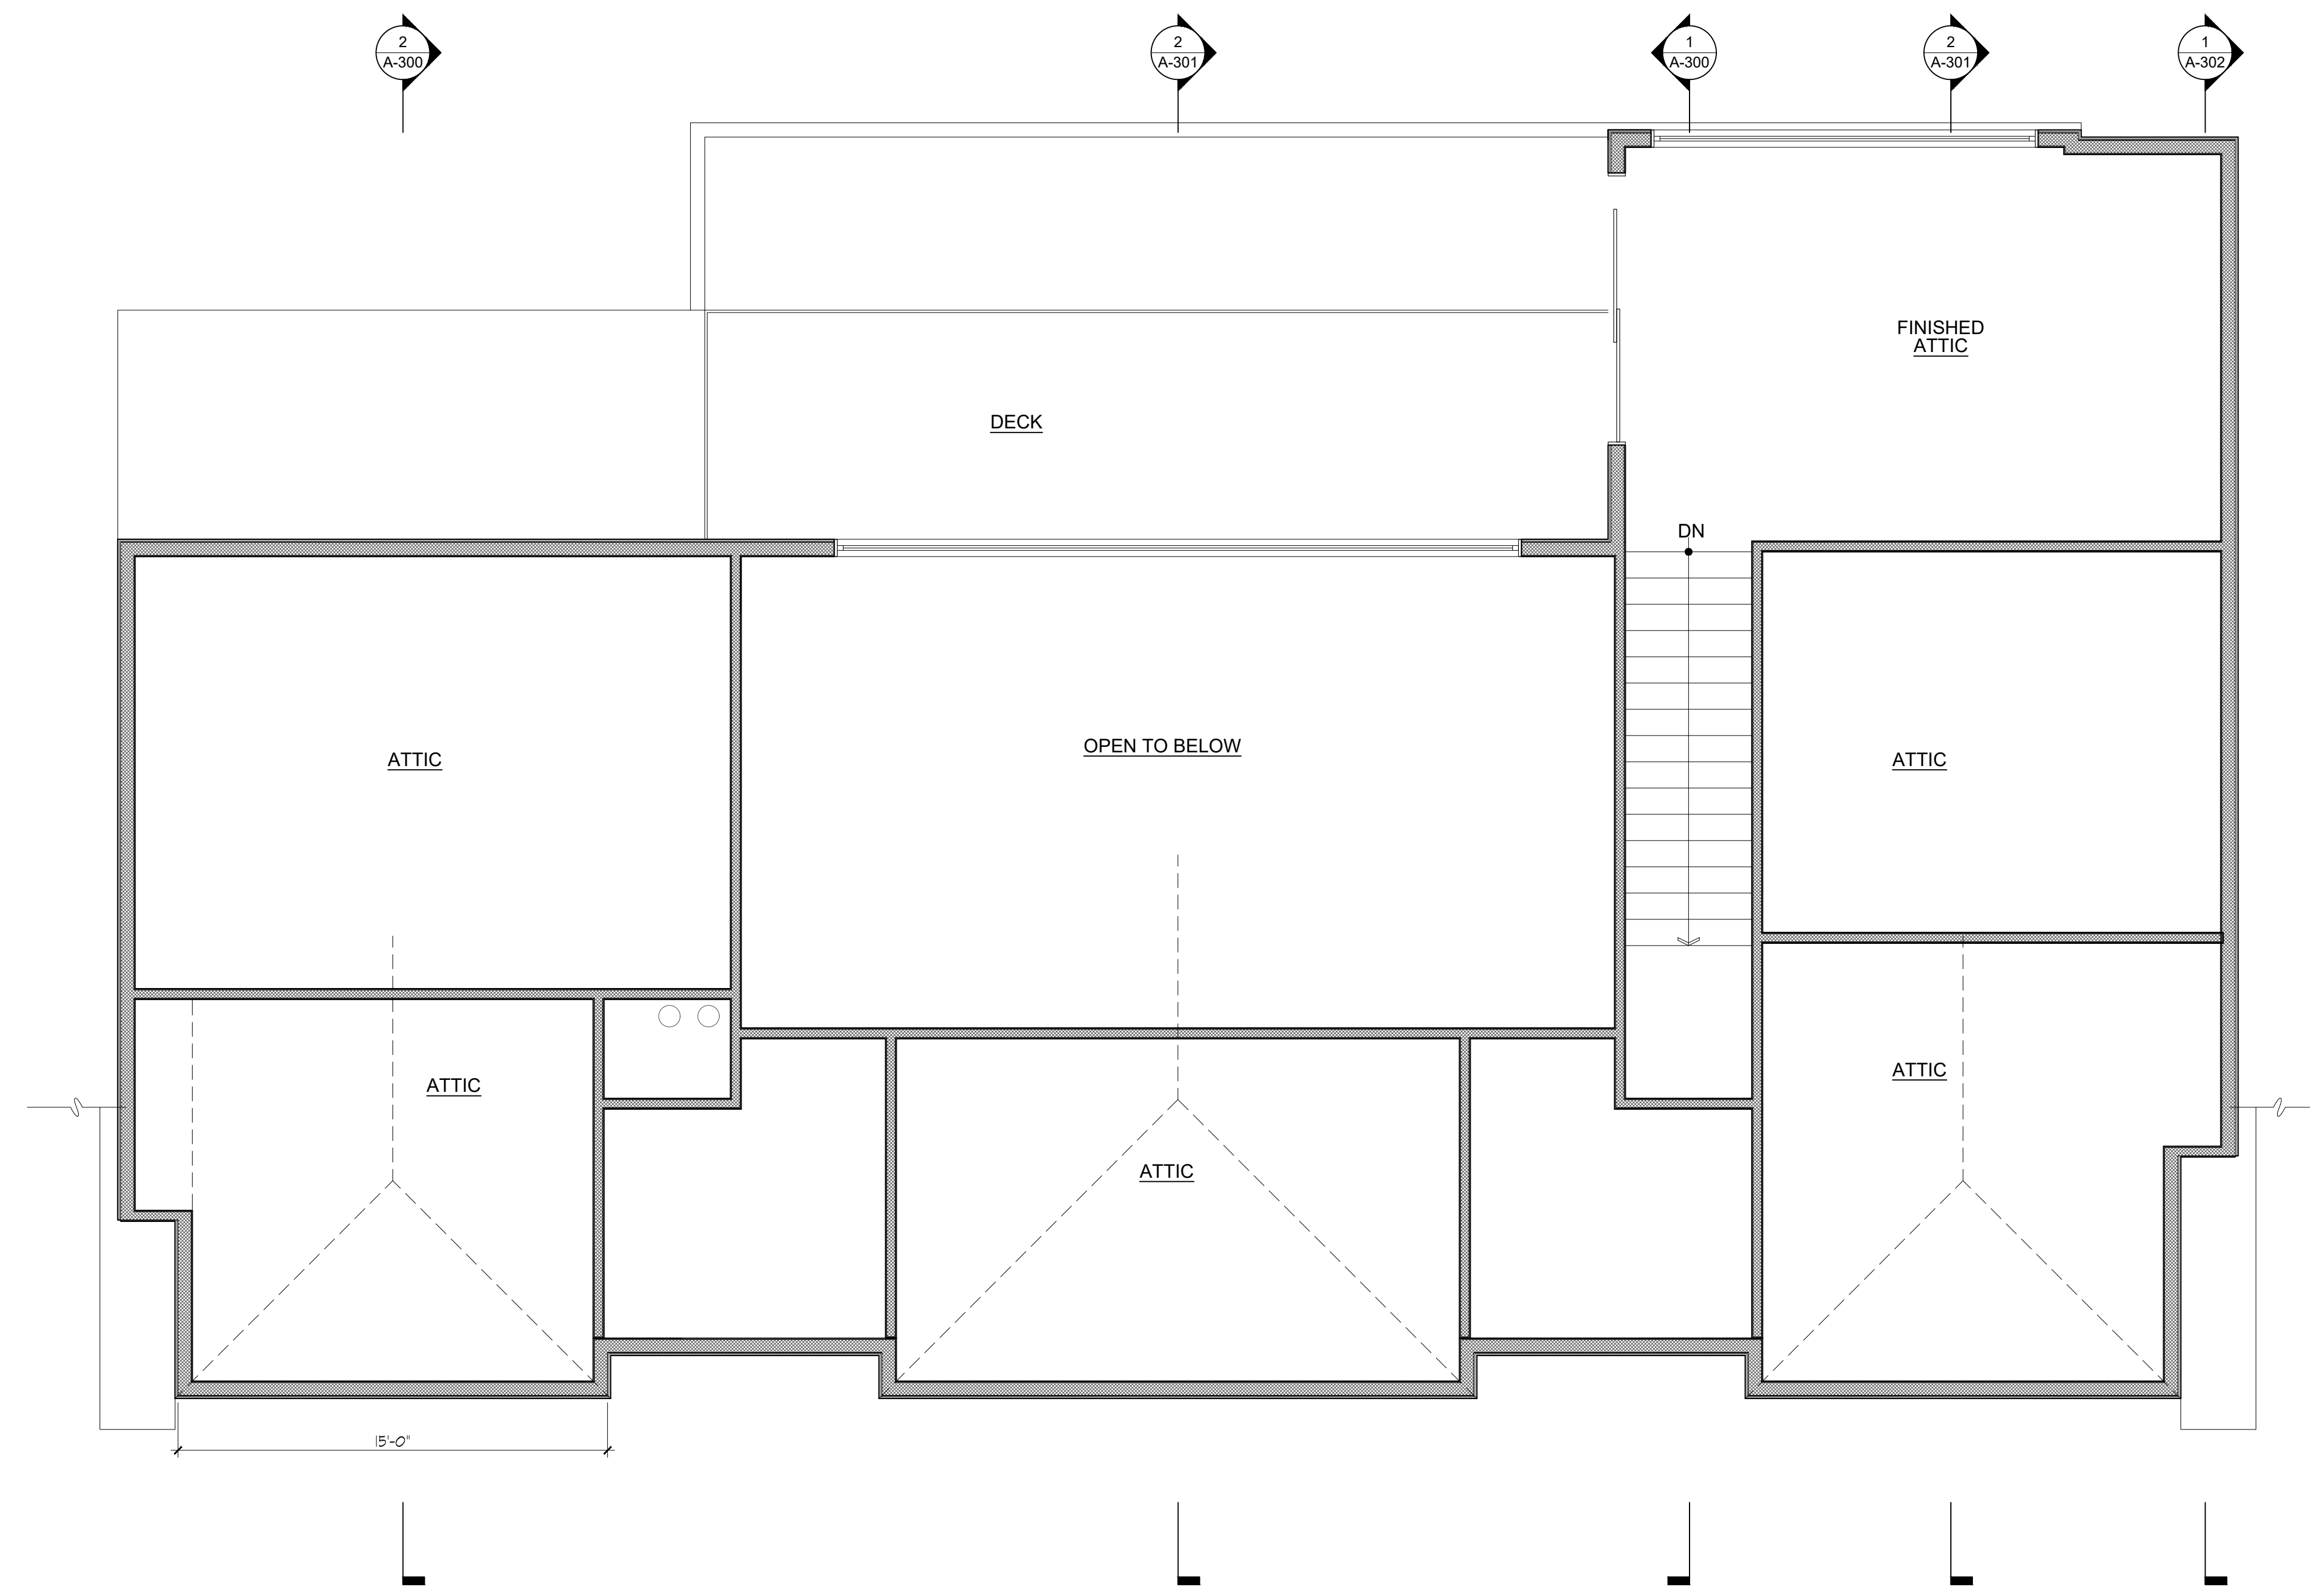 2
A-300
2
A-301
1
A-300
2
A-301
1
A-302
FINISHED
ATTIC
DECK
DN
ATTIC
OPEN TO BELOW
ATTIC
ATTIC
ATTIC
ATTIC
15'-0"